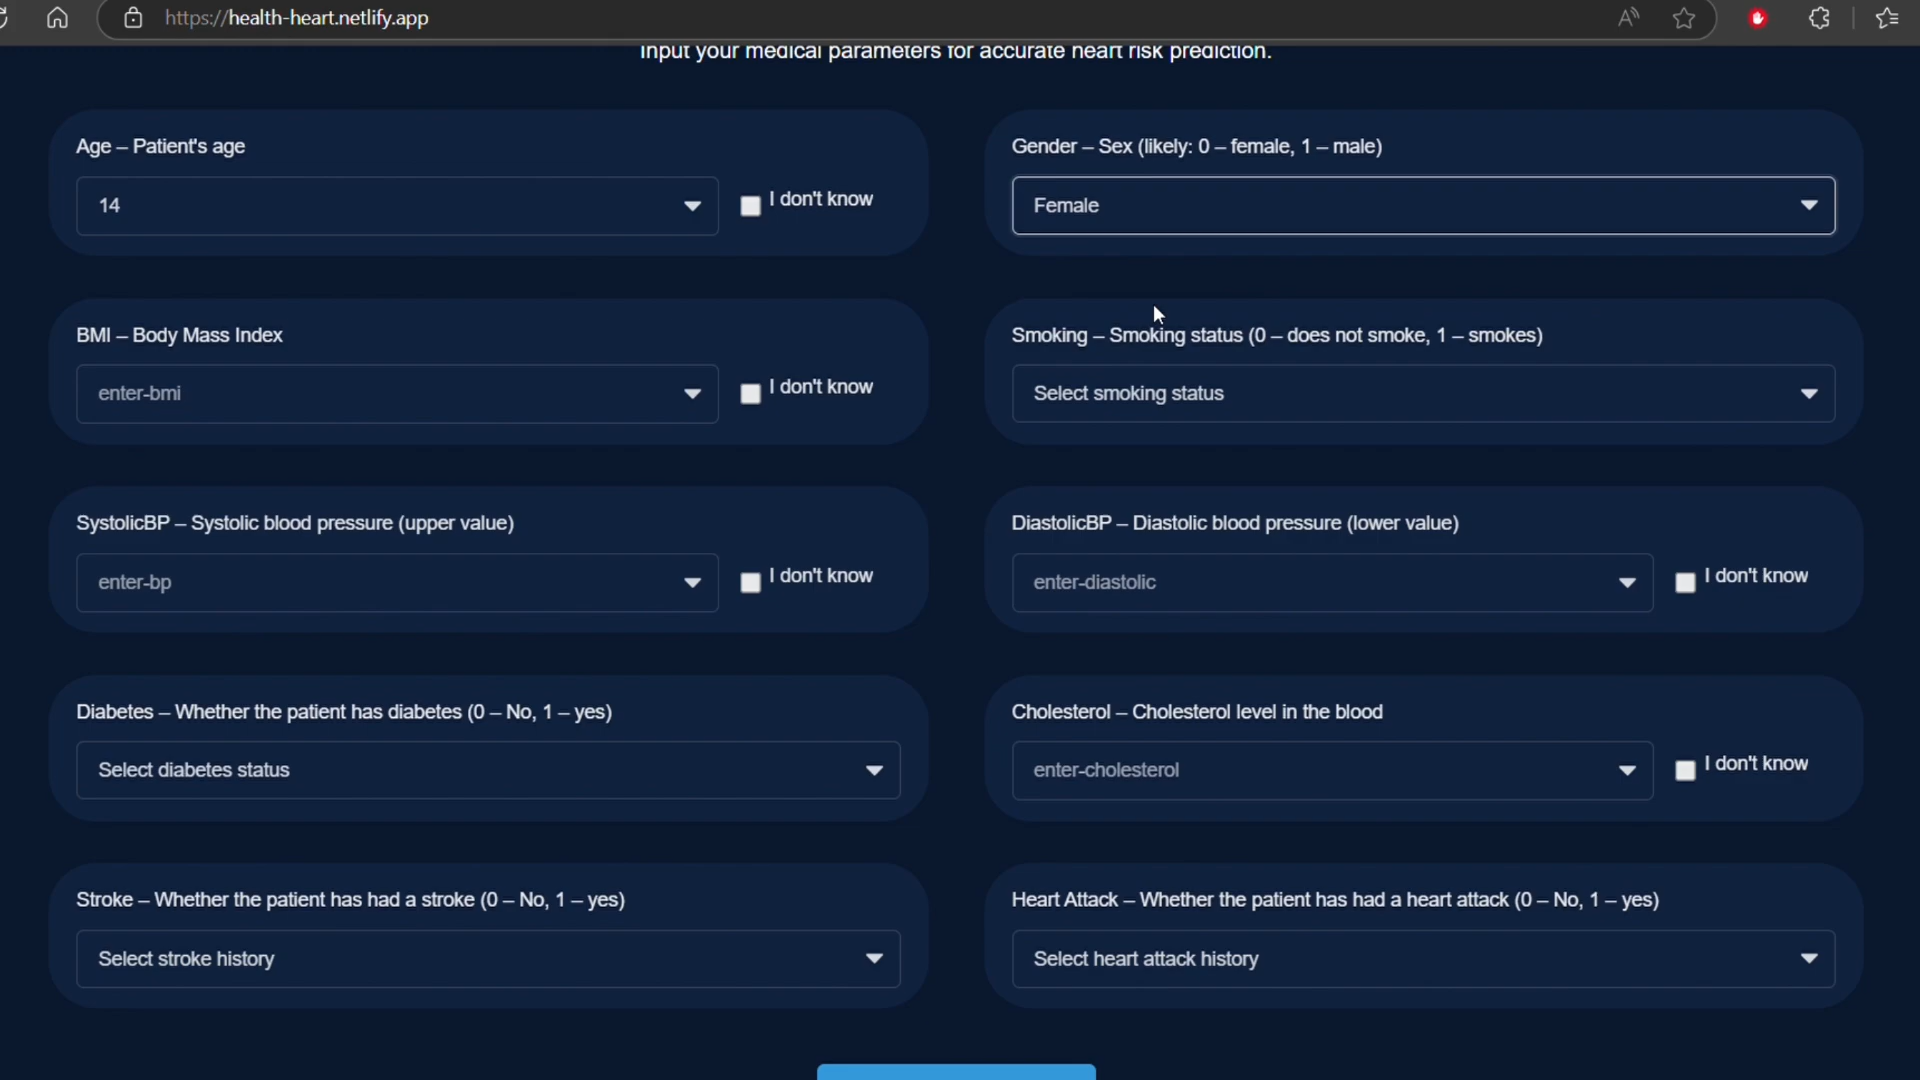 https://health-heart.netlify.app
Input your medical parameters for accurate heart risk prediction.
Age – Patient's age
14
I don't know
Gender – Sex (likely: 0 – female, 1 – male)
Female
BMI – Body Mass Index
enter-bmi
I don't know
Smoking – Smoking status (0 – does not smoke, 1 – smokes)
Select smoking status
SystolicBP – Systolic blood pressure (upper value)
enter-bp
I don't know
DiastolicBP – Diastolic blood pressure (lower value)
enter-diastolic
I don't know
Diabetes – Whether the patient has diabetes (0 – No, 1 – yes)
Select diabetes status
Cholesterol – Cholesterol level in the blood
enter-cholesterol
I don't know
Stroke – Whether the patient has had a stroke (0 – No, 1 – yes)
Select stroke history
Heart Attack – Whether the patient has had a heart attack (0 – No, 1 – yes)
Select heart attack history